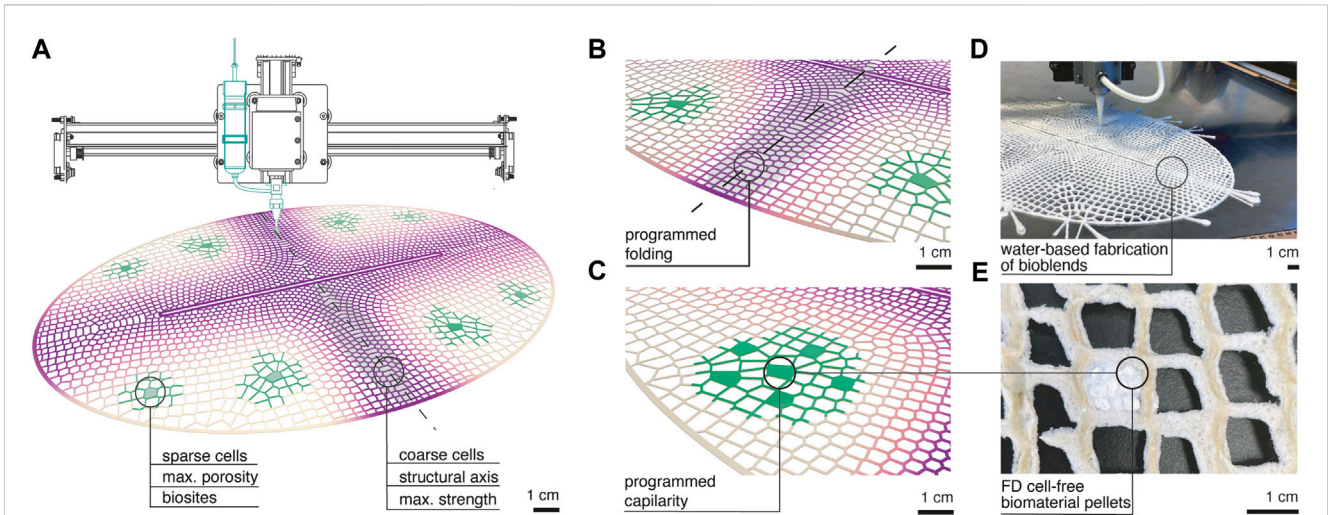 A
sparse cells
max. porosity
biosites
coarse cells
structural axis
max. strength
1 cm
B
programmed
folding
1 cm
C
programmed
capilarity
1 cm
D
water-based fabrication
of bioblends
1 cm
E
FD cell-free
biomaterial pellets
1 cm